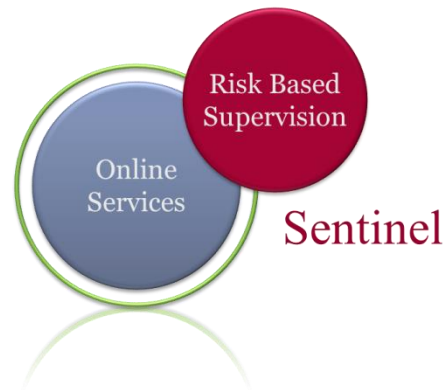 Risk Based
Supervision
Online
Services
Sentinel